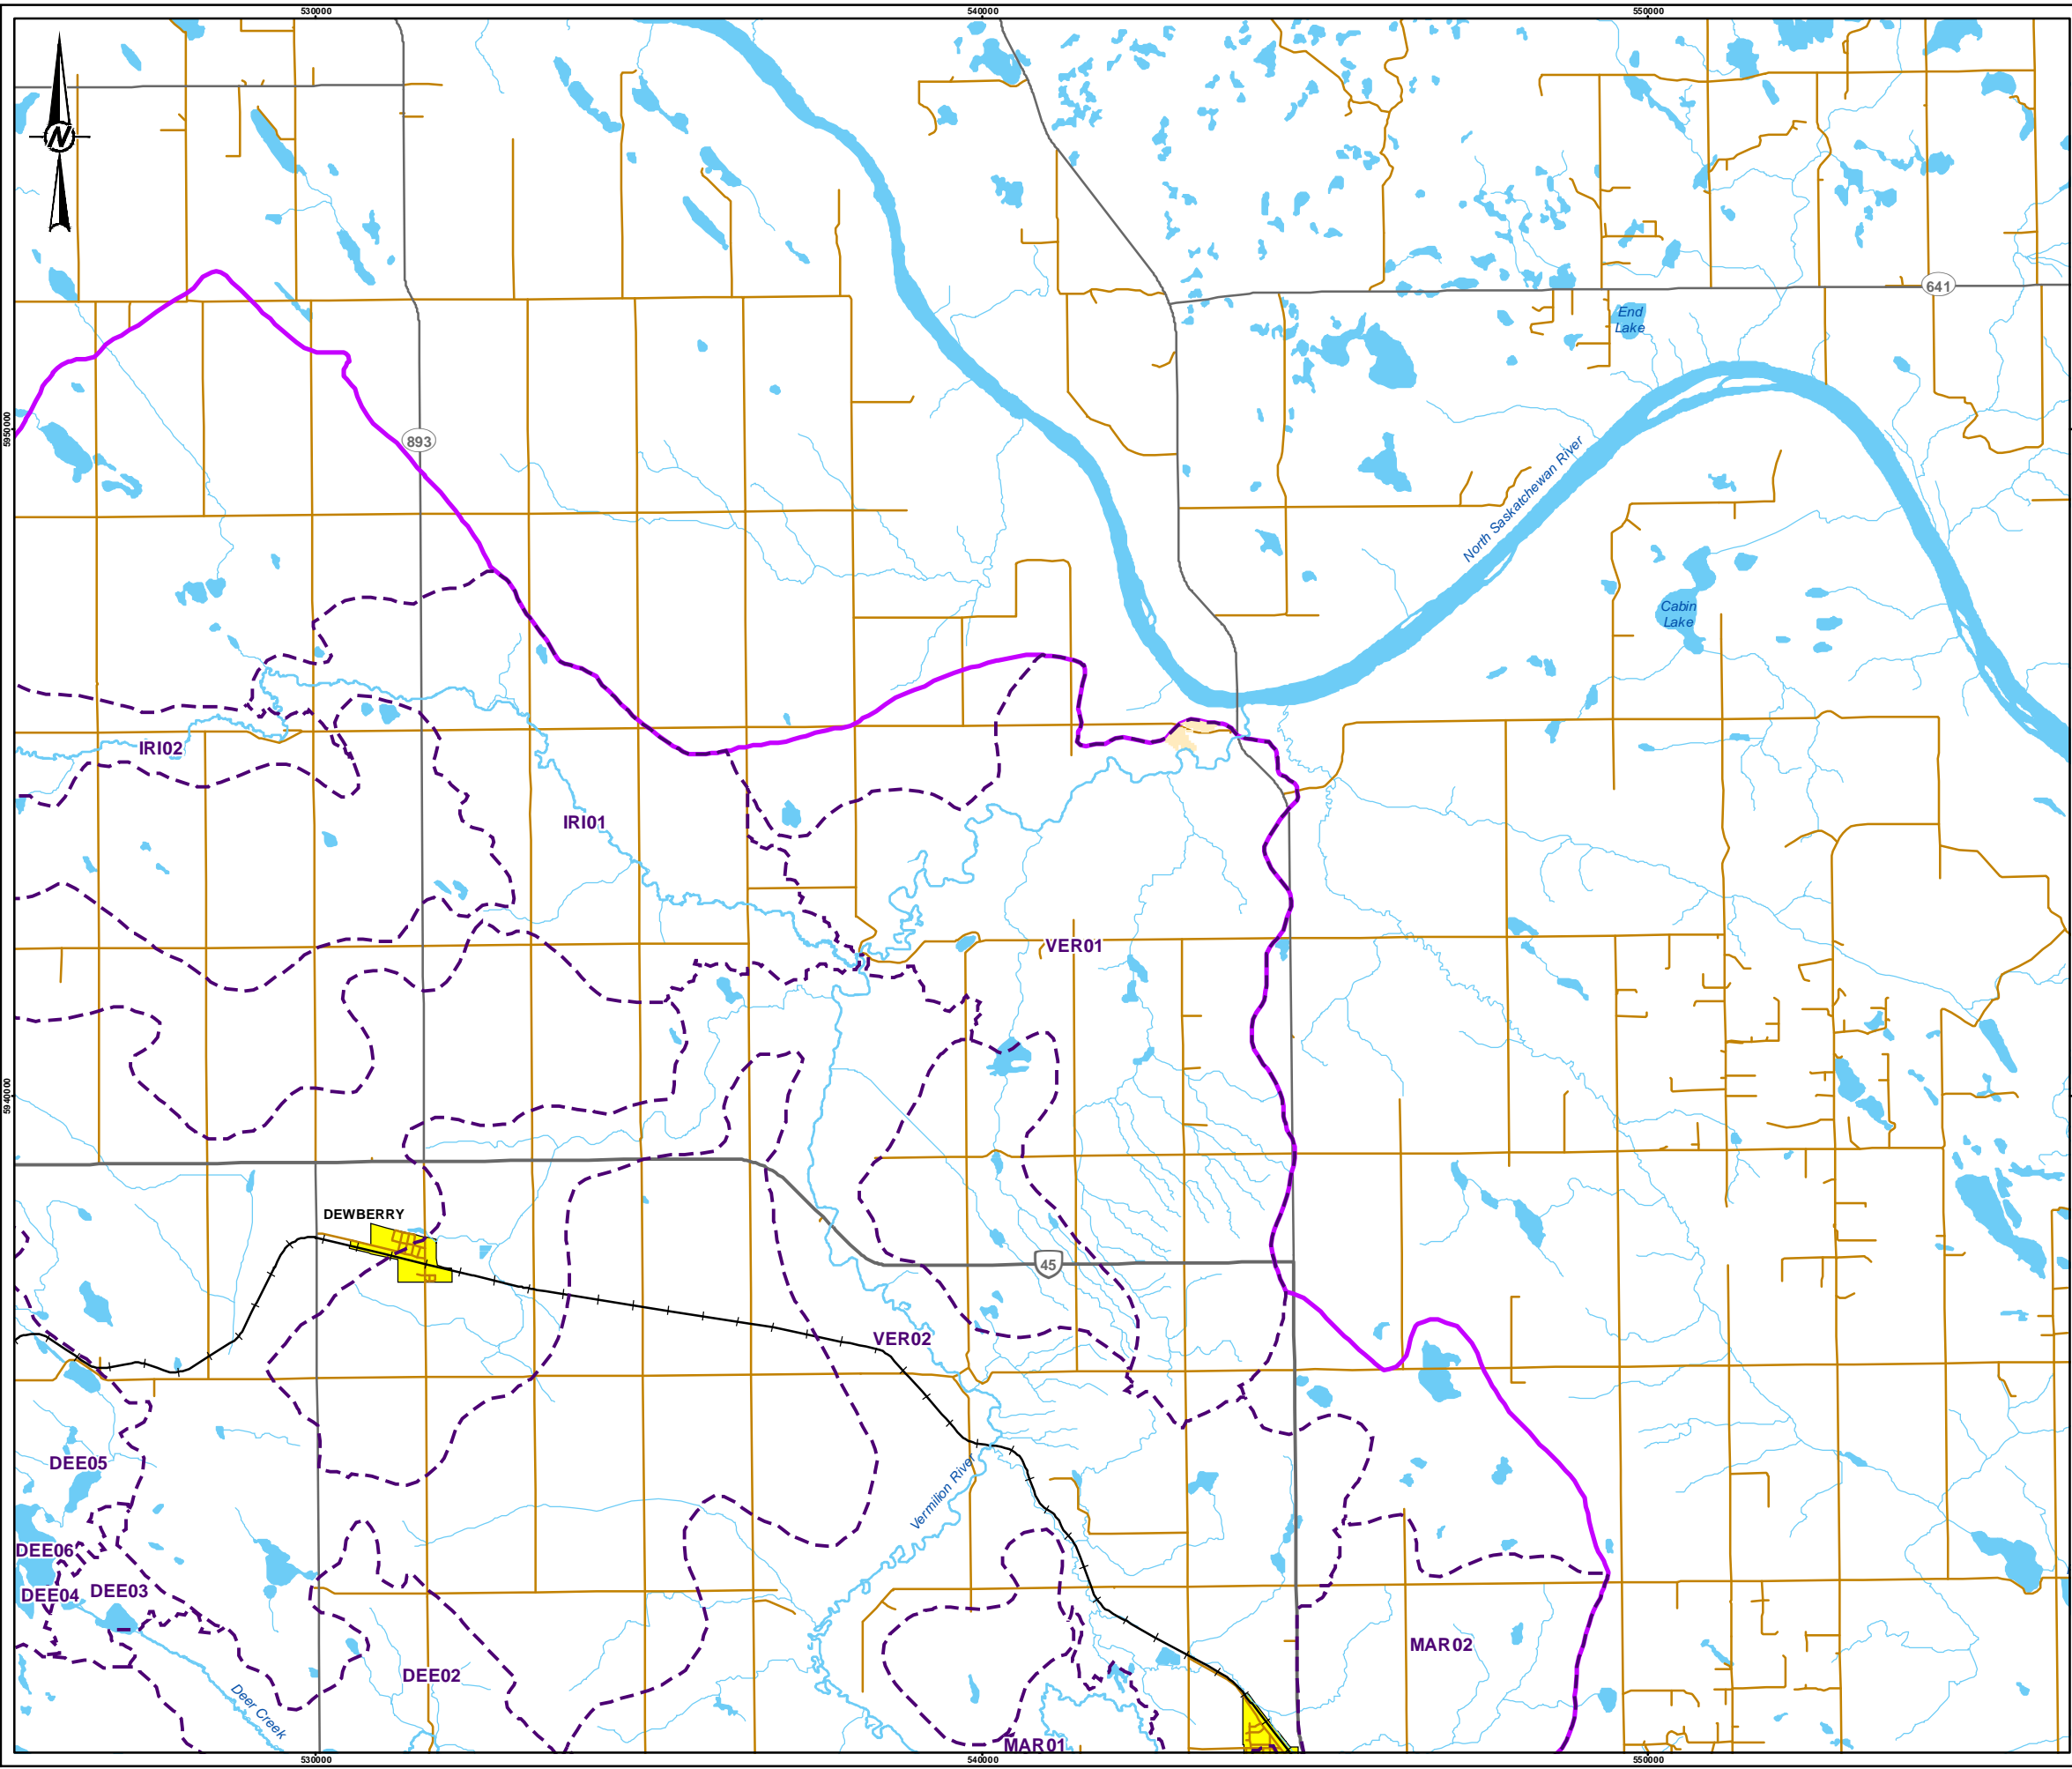 530000
540000
550000
N
641
End
Lake
5950000
893
North Saskatchewan River
Cabin
Lake
IRI02
IRI01
VER01
5940000
DEWBERRY
45
VER02
DEE05
Vermilion River
DEE06
DEE03
DEE04
MAR02
DEE02
Deer Creek
MAR01
530000
540000
550000